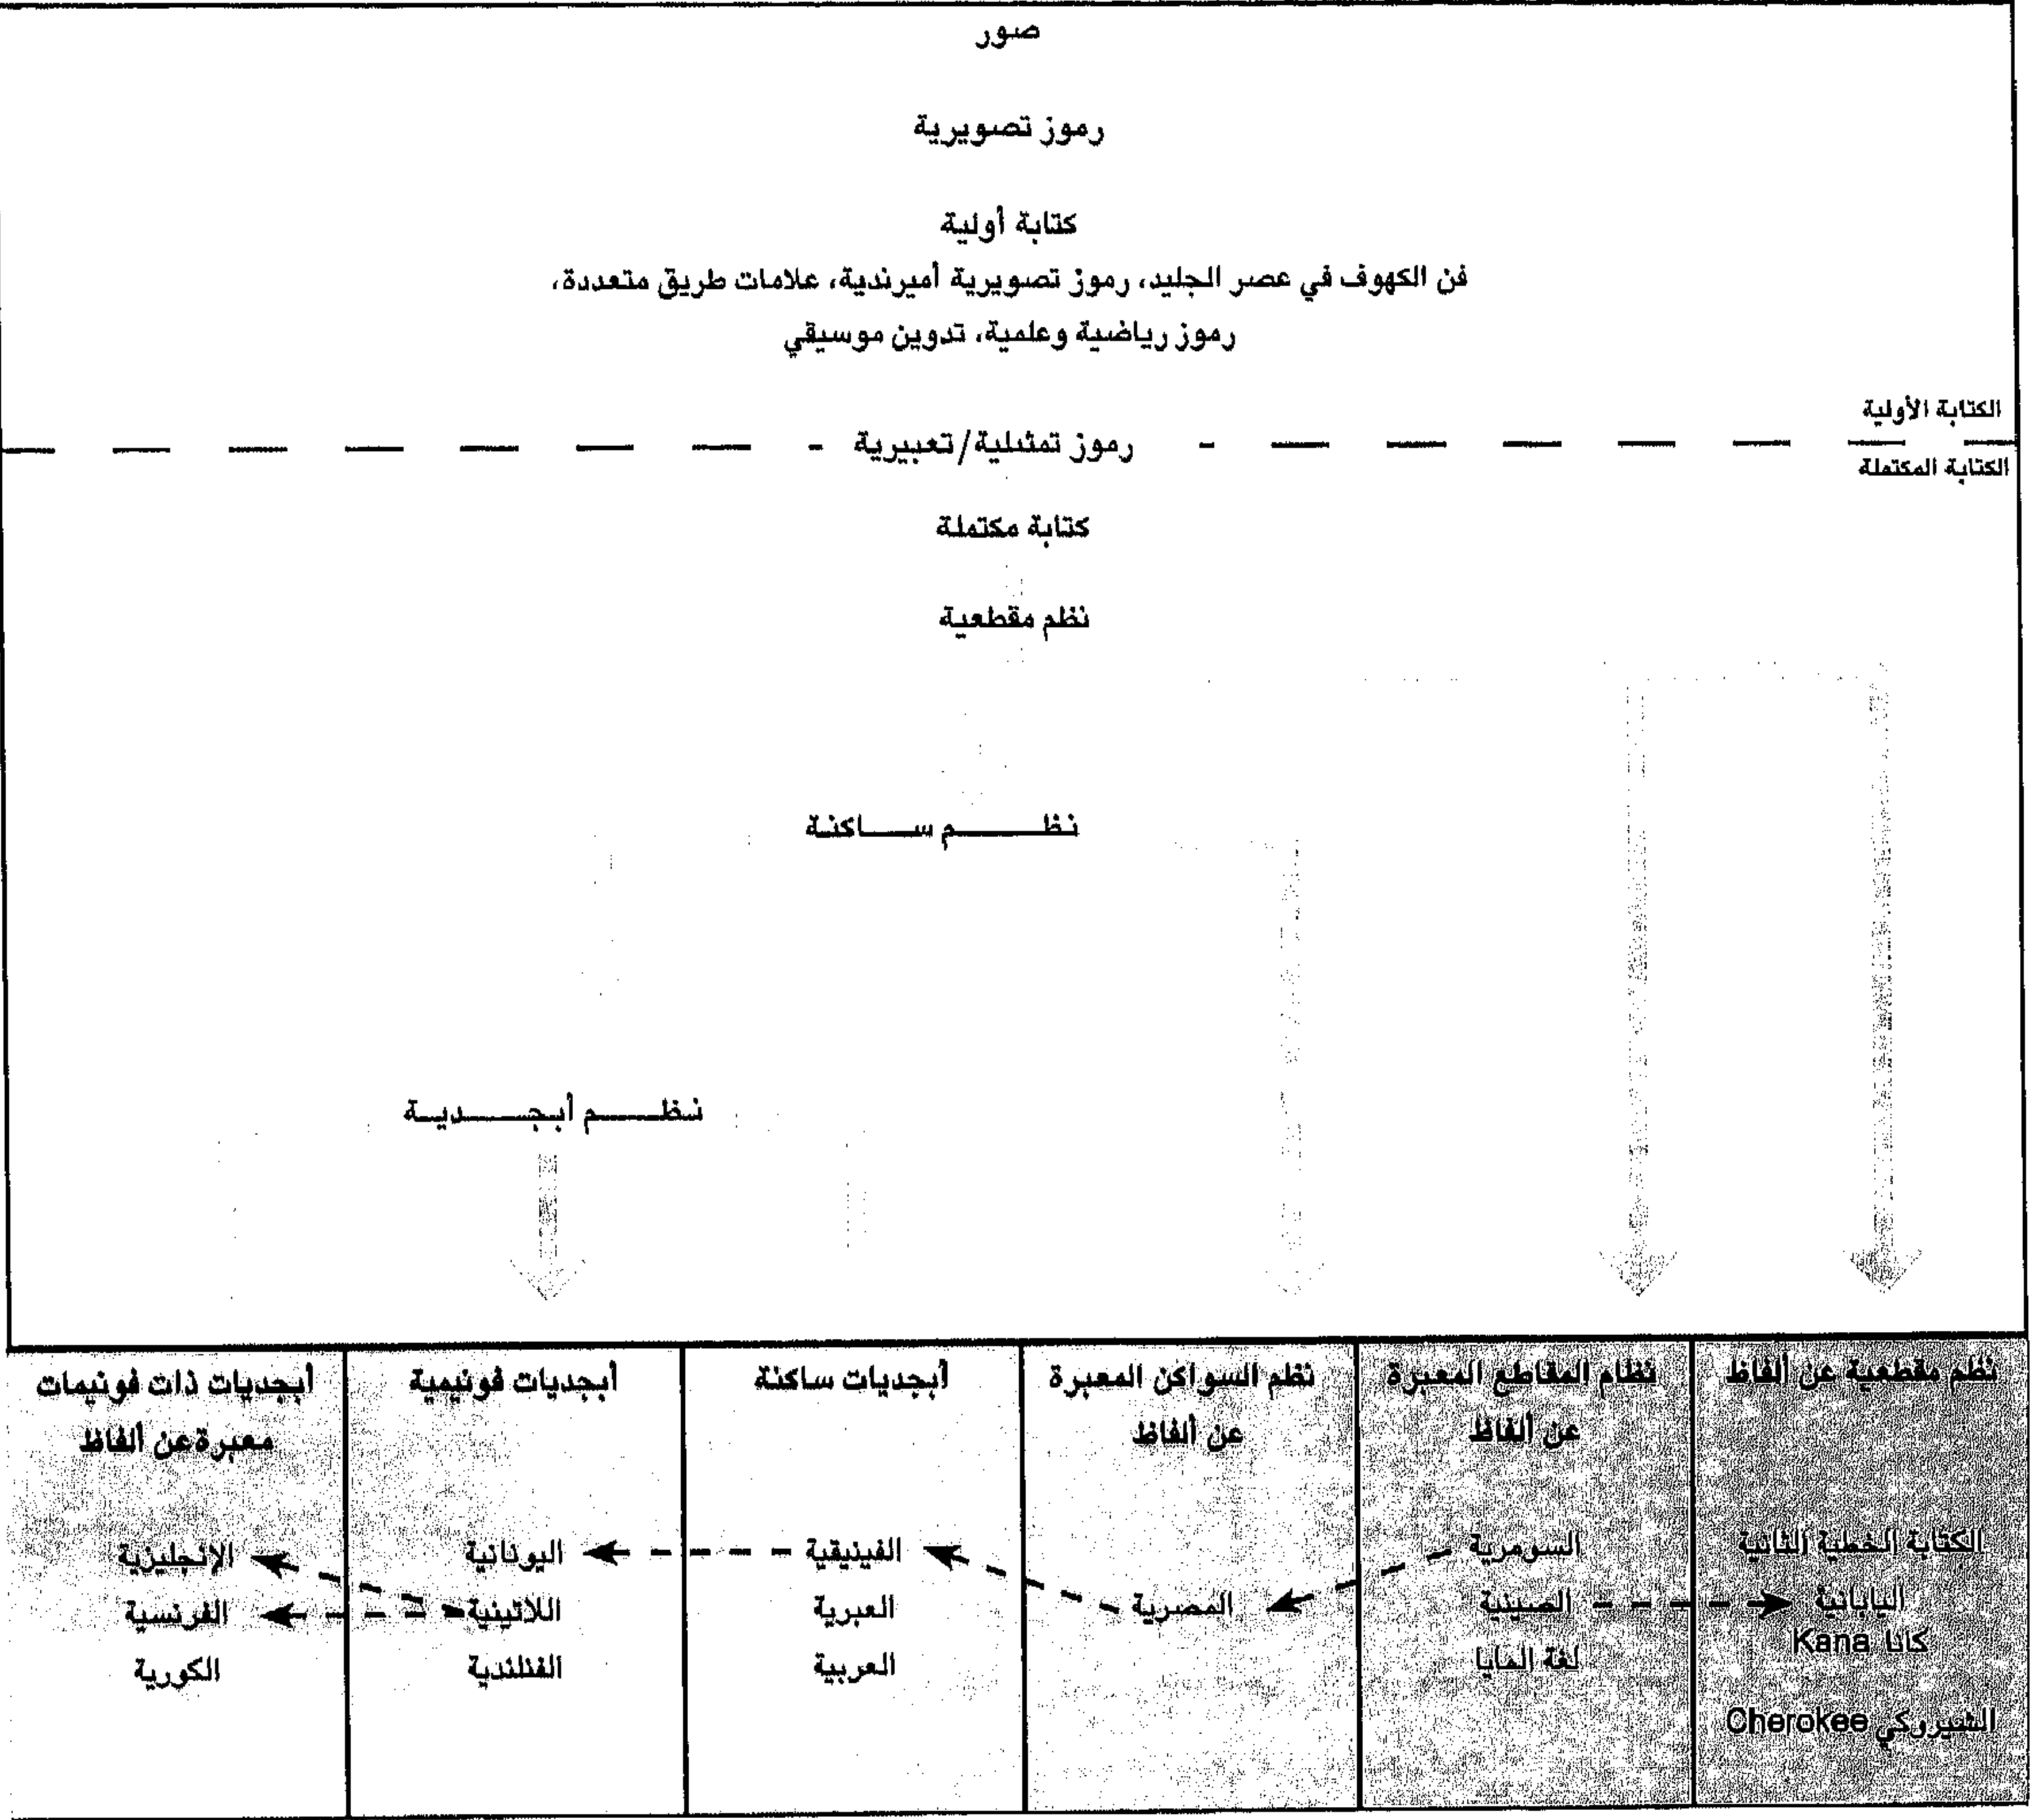 صور
رموز تصويرية
كتابة أولية
فن الكهوف في عصر الجليد، رموز تصويرية أميرندية، علامات طريق متعددة،
رموز رياضية وعلمية، تدوين موسيقي
الكتابة الأولية
رموز تمثيلية/تعبيرية
الكتابة المكتملة
كتابة مكتملة
نظم مقطعية
نظــــــم ســـــاكنة
نـظــــم أبـجـــــديـــة
نظم مقطعية عن ألفاظ
الكتابة الخطية الثانية
اليابانية
كانا Kana
الشيروكي Cherokee
نظام المقاطع المعبرة
عن ألفاظ
السومرية
الصينية
لغة المايا
نظم السواكن المعبرة
عن ألفاظ
المصرية
أبجديات ساكنة
الفينيقية
العبرية
العربية
أبجديات فونيمية
اليونانية
اللاتينية
الفنلندية
أبجديات ذات فونيمات
معبرة عن ألفاظ
الإنجليزية
الفرنسية
الكورية